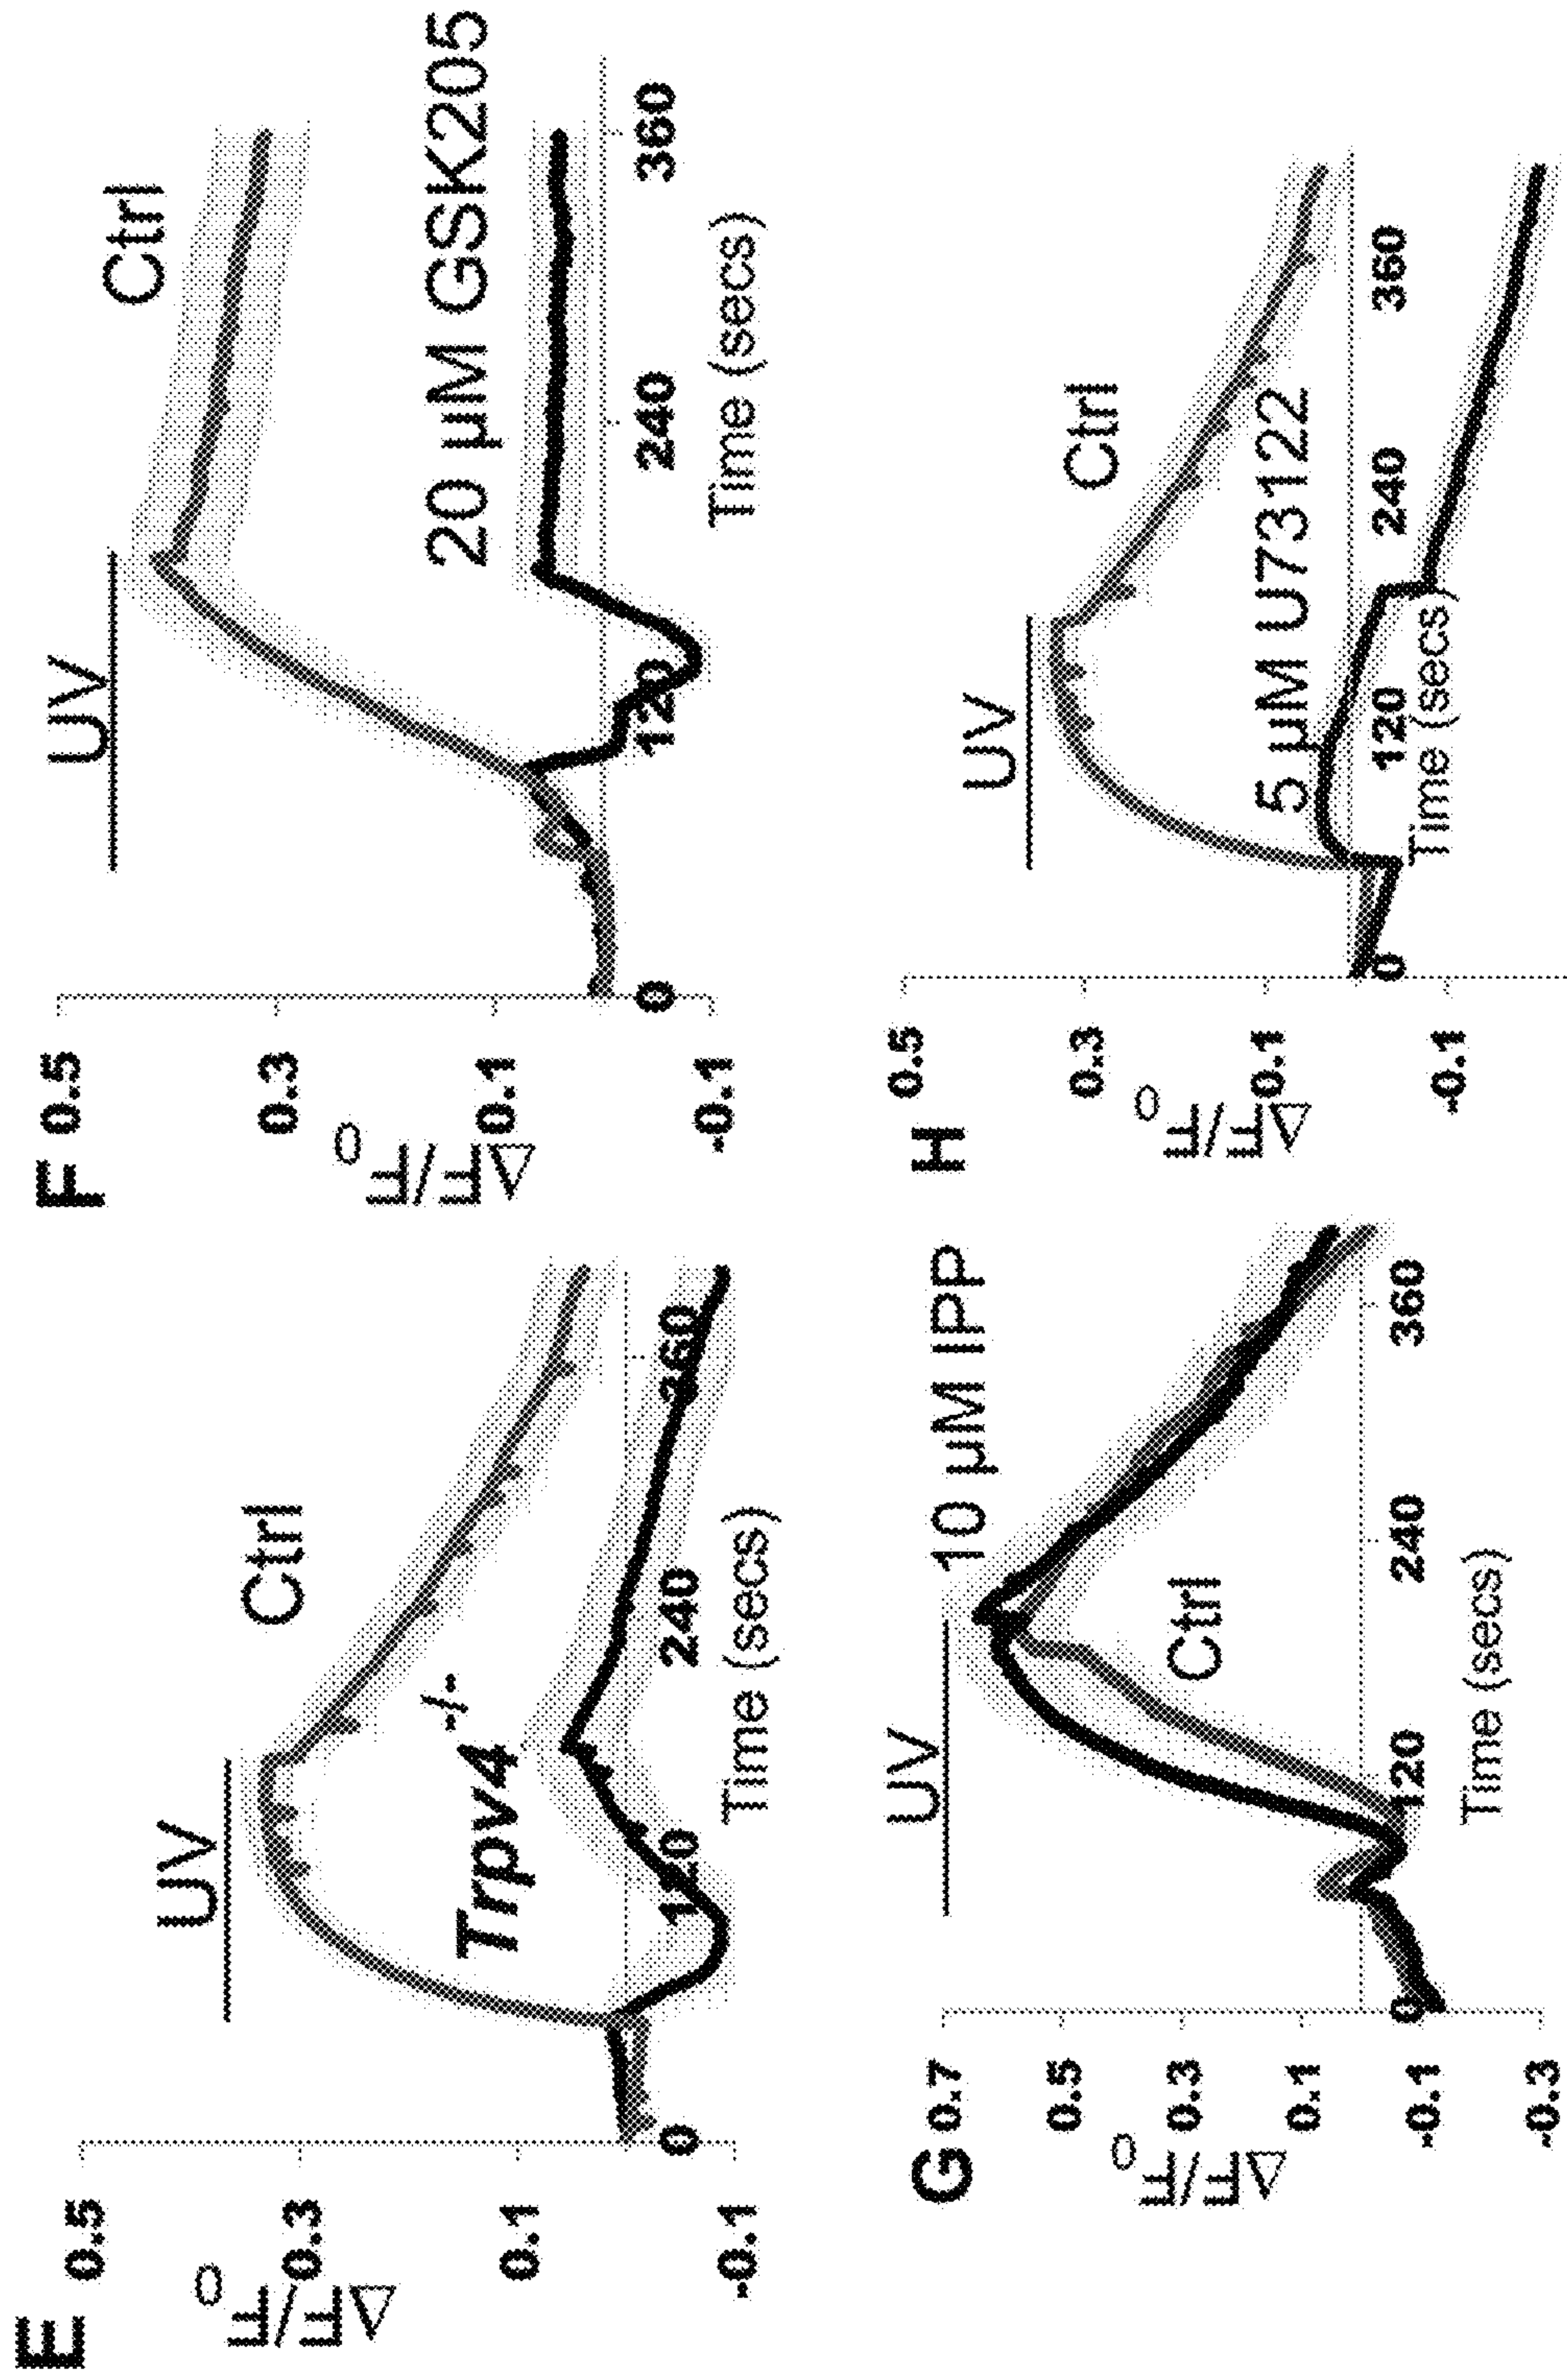 E
0.5
0.3
0.1
-0.1
ΔF/F0
UV
Ctrl
Trpv4-/-
0
120
240
360
Time (secs)
F
0.5
0.3
0.1
-0.1
ΔF/F0
UV
Ctrl
20 µM GSK205
0
120
240
360
Time (secs)
G
0.7
0.5
0.3
0.1
-0.1
-0.3
ΔF/F0
UV
10 µM IPP
Ctrl
0
120
240
360
Time (secs)
H
0.5
0.3
0.1
-0.1
ΔF/F0
UV
Ctrl
5 µM U73122
0
120
240
360
Time (secs)